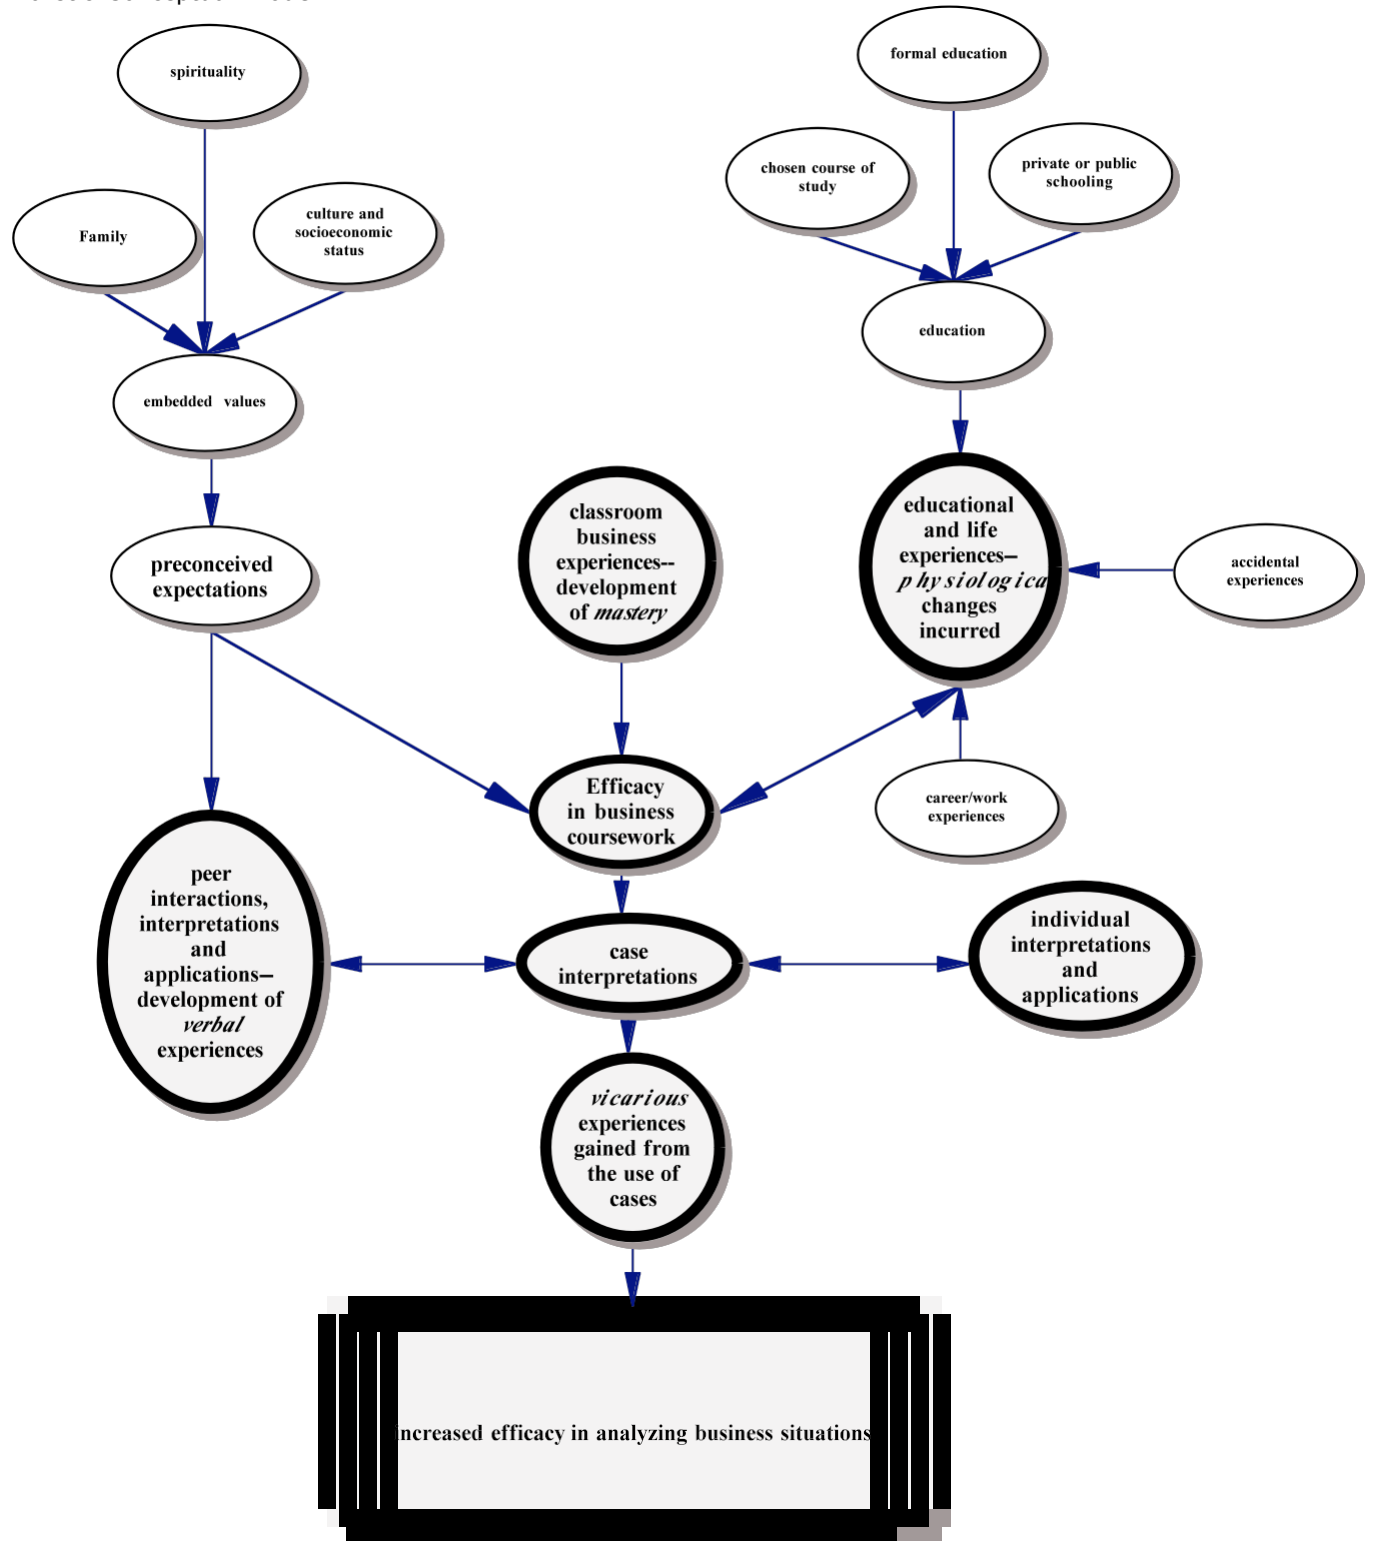 spirituality
formal education
chosen course of
study
private or public
schooling
Family
culture and
socioeconomic
status
education
embedded values
preconceived
expectations
classroom
business
experiences--
development
of mastery
educational
and life
experiences–
physiologica
changes
incurred
accidental
experiences
Efficacy
in business
coursework
career/work
experiences
peer
interactions,
interpretations
and
applications–
development of
verbal
experiences
case
interpretations
individual
interpretations
and
applications
vicarious
experiences
gained from
the use of
cases
increased efficacy in analyzing business situations